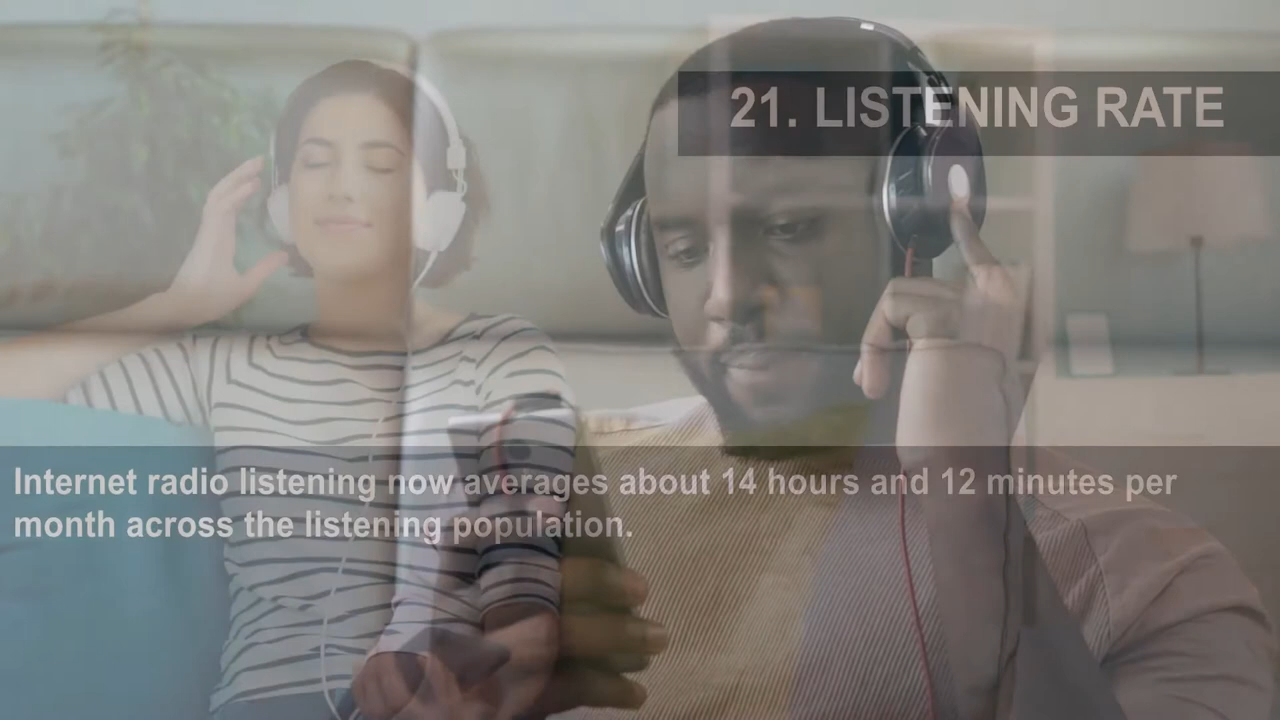 21. LISTENING RATE
Internet radio listening now averages about 14 hours and 12 minutes per
month across the listening population.